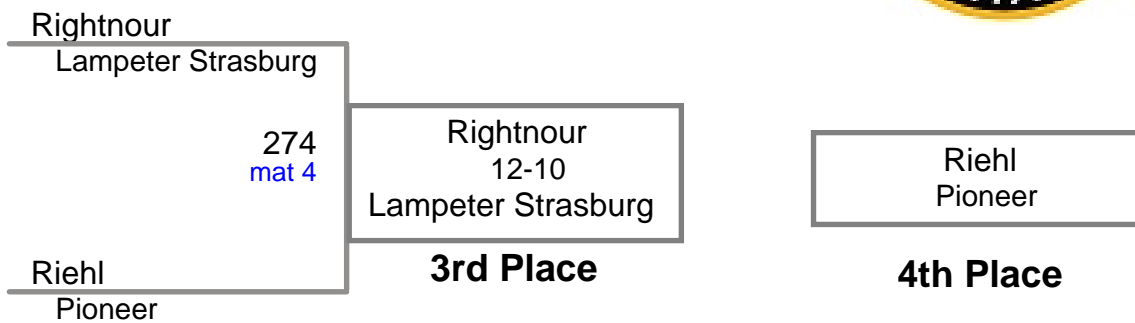 Rightnour
Lampeter Strasburg
274
mat 4
Riehl
Pioneer
Rightnour
12-10
Lampeter Strasburg
3rd Place
Riehl
Pioneer
4th Place